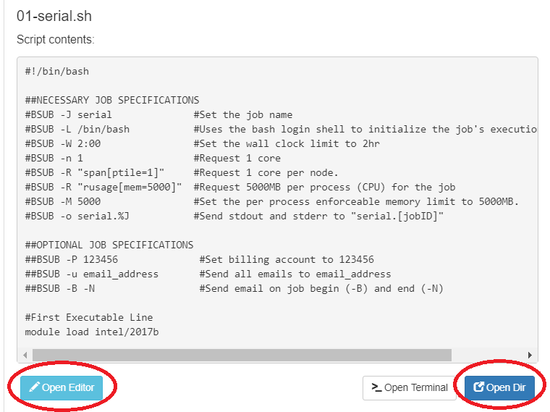 01-serial.sh
Script contents:
#!/bin/bash
##NECESSARY JOB SPECIFICATIONS
#BSUB -J serial #Set the job name
#BSUB -L /bin/bash #Uses the bash login shell to initialize the job's executio
#BSUB -W 2:00 #Set the wall clock limit to 2hr
#BSUB -n 1 #Request 1 core
#BSUB -R "span[ptile=1]" #Request 1 core per node.
#BSUB -R "rusage[mem=5000]" #Request 5000MB per process (CPU) for the job
#BSUB -M 5000 #Set the per process enforceable memory limit to 5000MB.
#BSUB -o serial.%J #Send stdout and stderr to "serial.[jobID]"
##OPTIONAL JOB SPECIFICATIONS
##BSUB -P 123456 #Set billing account to 123456
##BSUB -u email_address #Send all emails to email_address
##BSUB -B -N #Send email on job begin (-B) and end (-N)
#First Executable Line
module load intel/2017b
Open Editor
Open Terminal
Open Dir